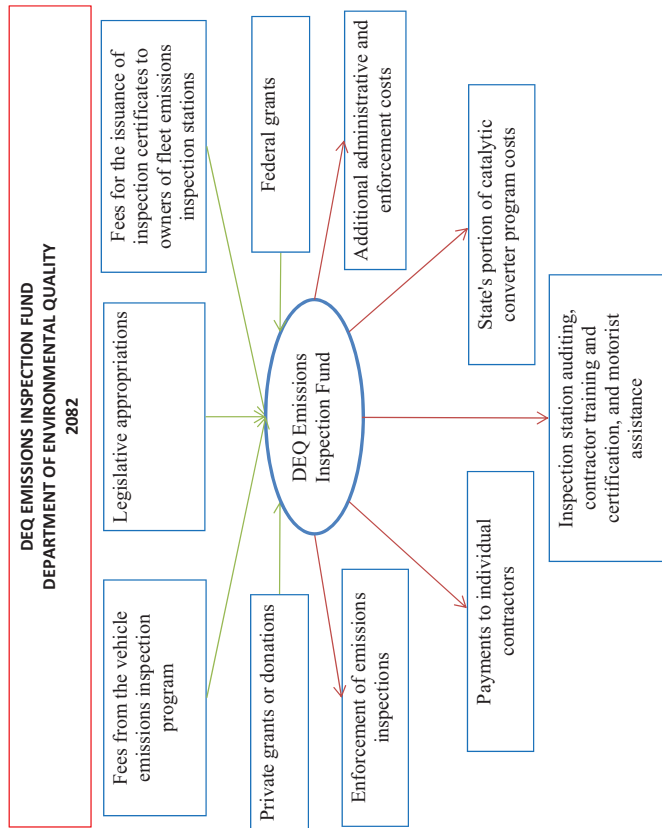 DEQ EMISSIONS INSPECTION FUND
DEPARTMENT OF ENVIRONMENTAL QUALITY
2082
Fees from the vehicle
emissions inspection
program
Legislative appropriations
Fees for the issuance of
inspection certificates to
owners of fleet emissions
inspection stations
Private grants or donations
Federal grants
DEQ Emissions
Inspection Fund
Enforcement of emissions
inspections
Additional administrative and
enforcement costs
Payments to individual
contractors
State's portion of catalytic
converter program costs
Inspection station auditing,
contractor training and
certification, and motorist
assistance